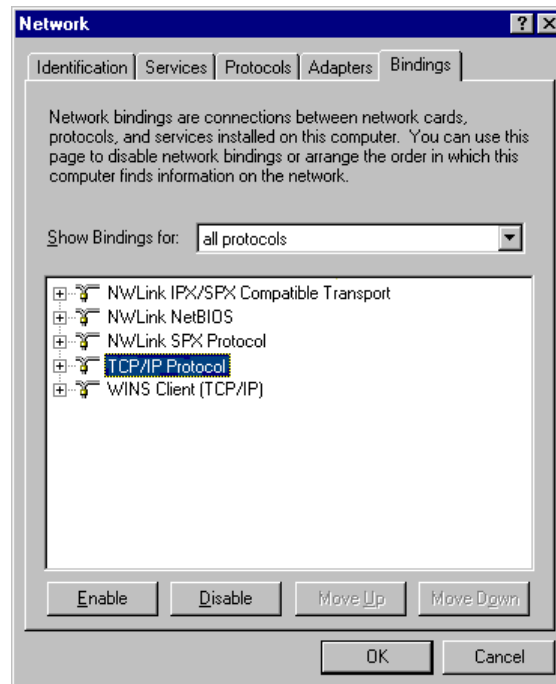 Network
Identification Services Protocols Adapters Bindings
Network bindings are connections between network cards,
protocols, and services installed on this computer. You can use this
page to disable network bindings or arrange the order in which this
computer finds information on the network.
Show Bindings for: all protocols
NWLink IPX/SPX Compatible Transport
NWLink NetBIOS
NWLink SPX Protocol
TCP/IP Protocol
WINS Client (TCP/IP)
Enable Disable Move Up Move Down
OK Cancel